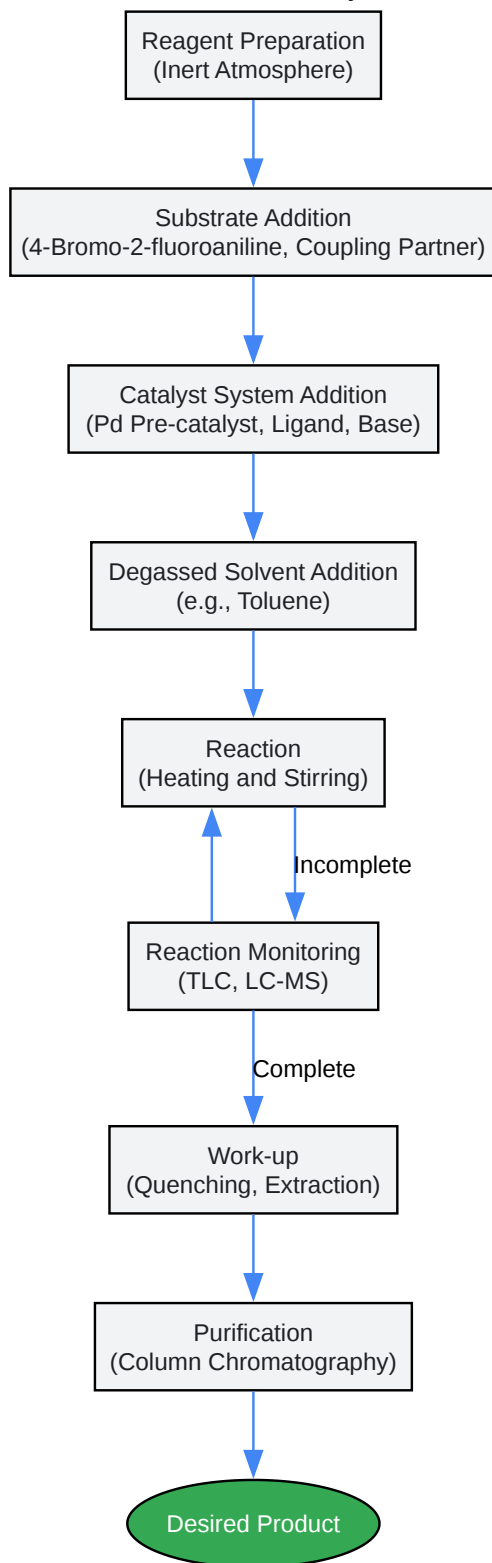 Reagent Preparation
(Inert Atmosphere)
Substrate Addition
(4-Bromo-2-fluoroaniline, Coupling Partner)
Catalyst System Addition
(Pd Pre-catalyst, Ligand, Base)
Degassed Solvent Addition
(e.g., Toluene)
Reaction
(Heating and Stirring)
Incomplete
Reaction Monitoring
(TLC, LC-MS)
Complete
Work-up
(Quenching, Extraction)
Purification
(Column Chromatography)
Desired Product